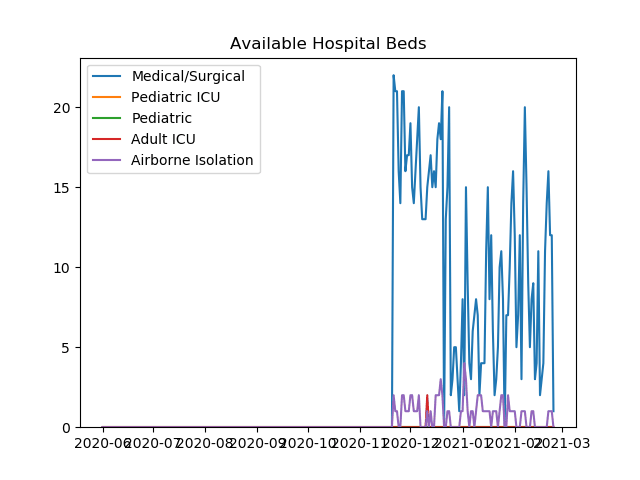 Available Hospital Beds
Medical/Surgical
Pediatric ICU
Pediatric
Adult ICU
Airborne Isolation
20
15
10
5
0
2020-06 2020-07 2020-08 2020-09 2020-10 2020-11 2020-12 2021-01 2021-02 2021-03